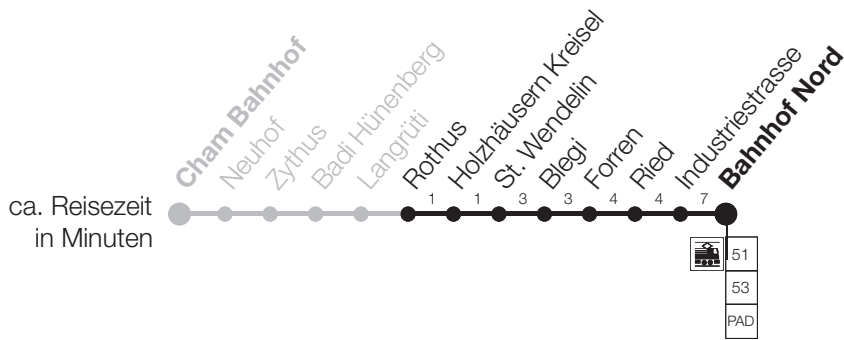 Cham Bahnhof
Neuhof
Zythus
Badi Hünenberg
Langrüti
Rothus
Holzhäusern Kreisel
St. Wendelin
Blegi
Forren
Ried
Industriestrasse
Bahnhof Nord
1 1 3 3 4 4 7
ca. Reisezeit
in Minuten
51
53
PAD